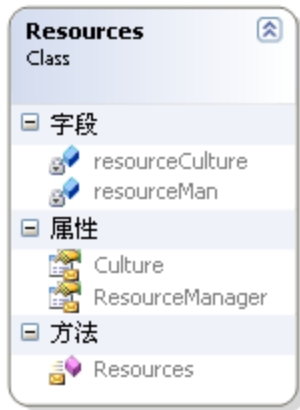 Resources
Class
字段
resourceCulture
resourceMan
属性
Culture
ResourceManager
方法
Resources